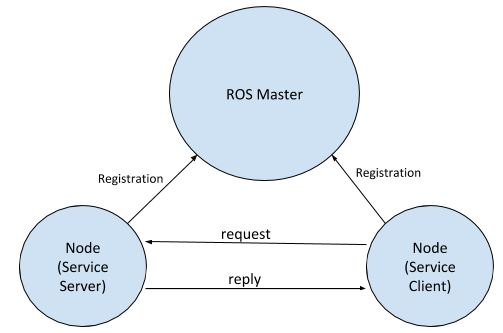 ROS Master
Registration
Registration
request
reply
Node
(Service
Server)
Node
(Service
Client)